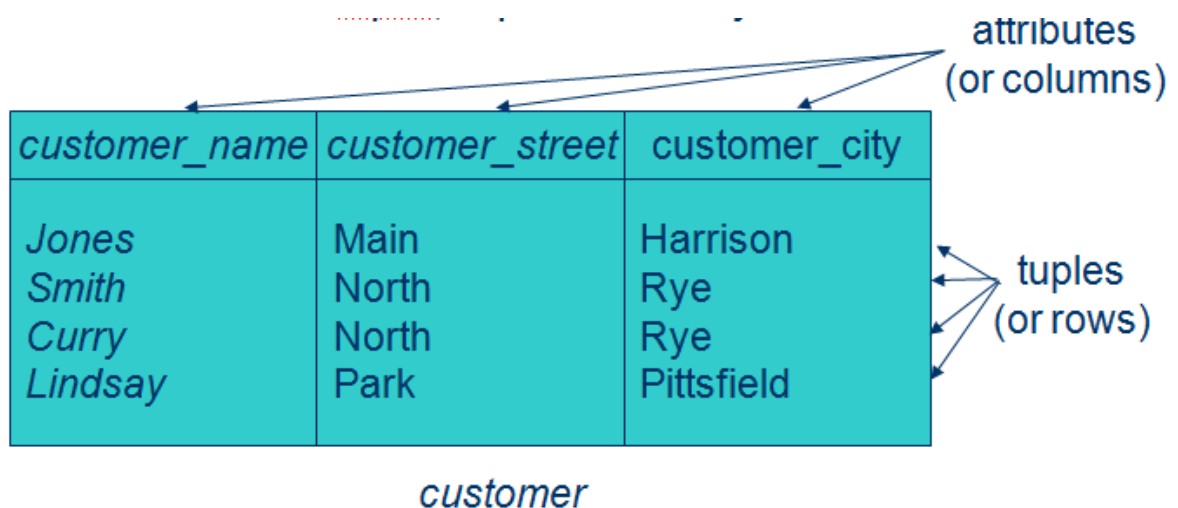 attributes
(or columns)
customer_name customer_street customer_city
Jones Main Harrison
Smith North Rye
Curry North Rye
Lindsay Park Pittsfield
tuples
(or rows)
customer